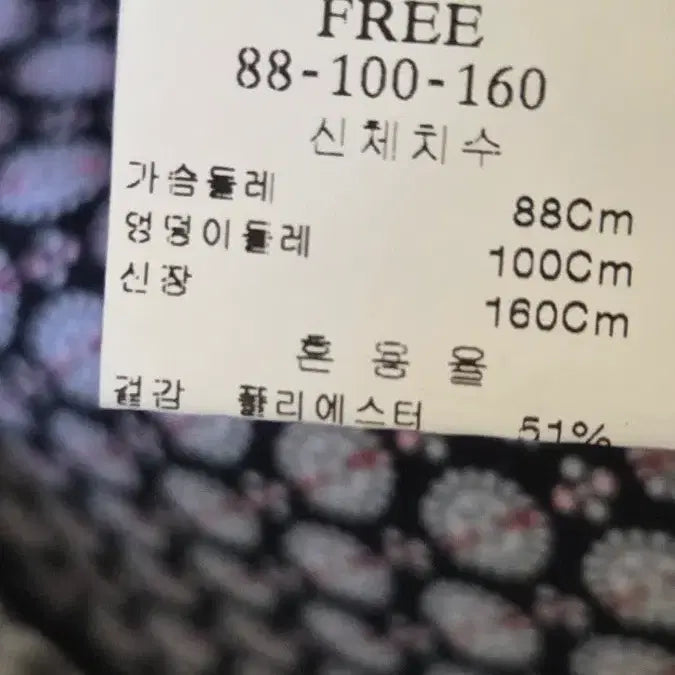 FREE
88-100-160
신체치수
가슴둘레 88Cm
엉덩이둘레 100Cm
신장 160Cm
혼용율
겉감 폴리에스터 51%